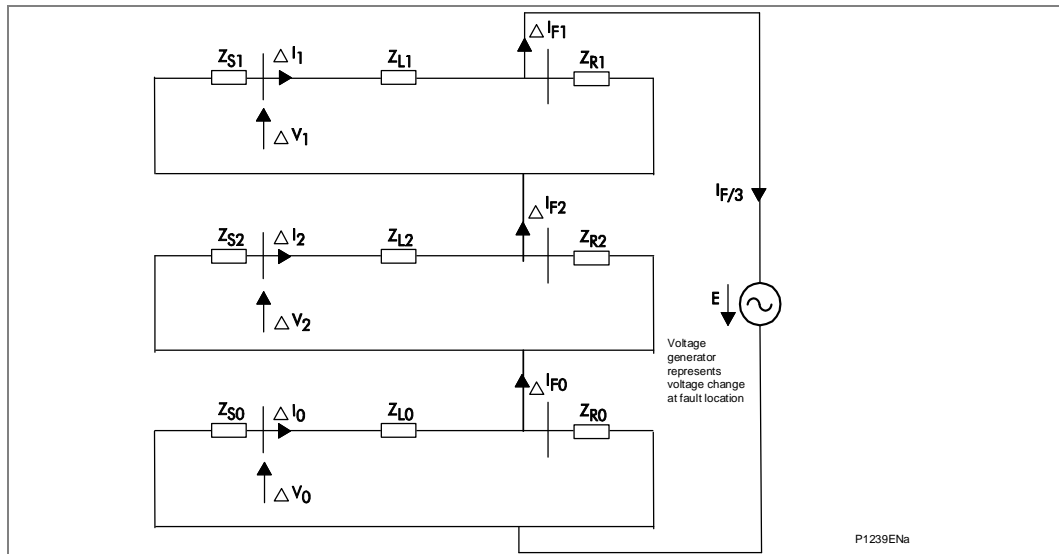 △ IF1
ZS1
△ I1
ZL1
ZR1
△ V1
IF/3
△ IF2
ZS2
△ I2
ZL2
ZR2
E
△ V2
Voltage
generator
represents
voltage change
at fault location
△ IF0
ZS0
△ I0
ZL0
ZR0
△ V0
P1239ENa